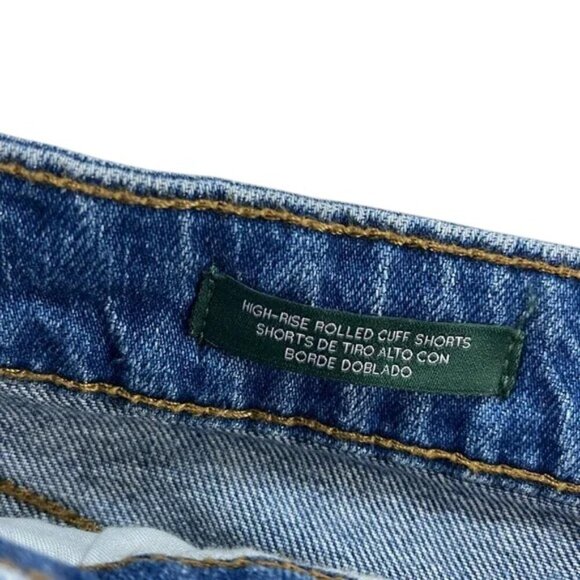 HIGH-RISE ROLLED CUFF SHORTS
SHORTS DE TIRO ALTO CON
BORDE DOBLADO